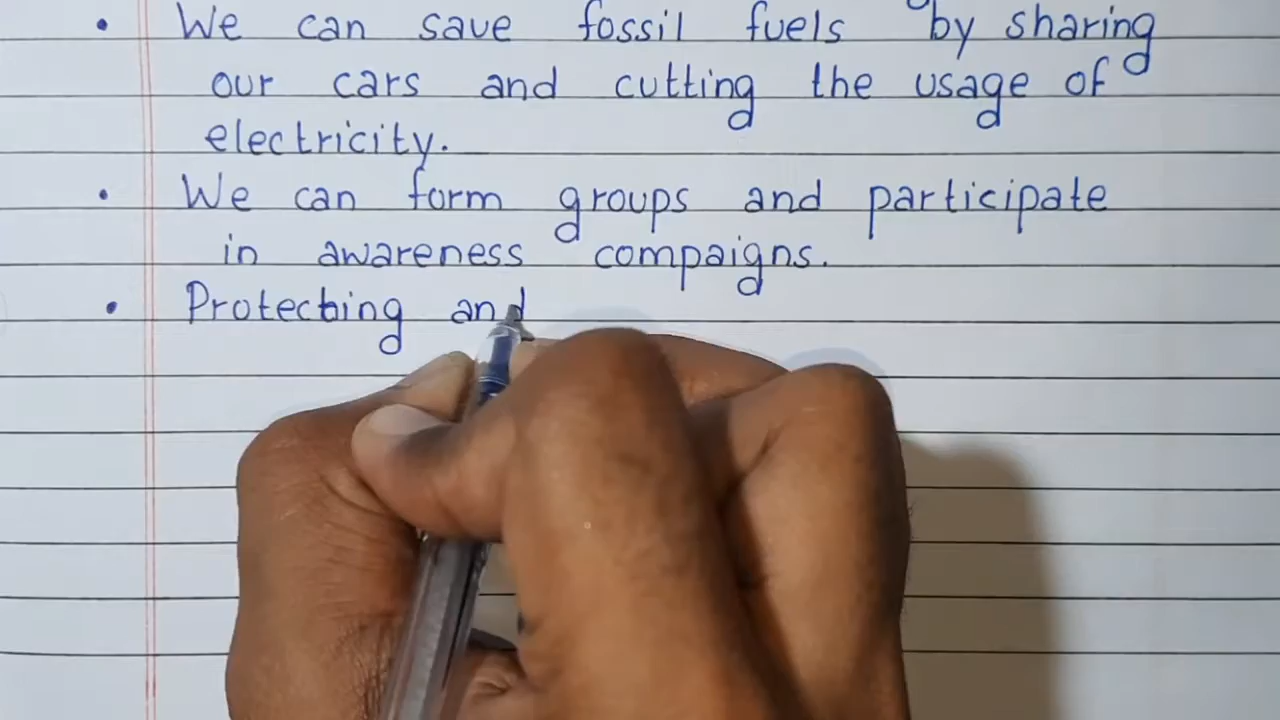 • We can save fossil fuels by sharing
our cars and cutting the usage of
electricity.
• We can form groups and participate
in awareness compaigns.
• Protecting and